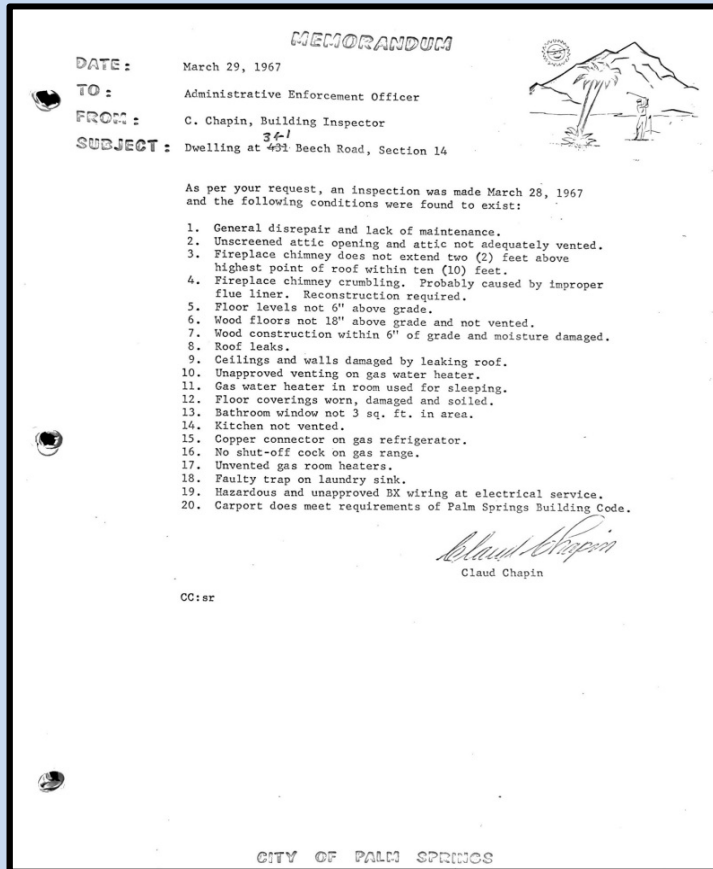 MEMORANDUM
DATE: March 29, 1967
TO: Administrative Enforcement Officer
FROM: C. Chapin, Building Inspector
341
SUBJECT: Dwelling at 431 Beech Road, Section 14
As per your request, an inspection was made March 28, 1967
and the following conditions were found to exist:
1. General disrepair and lack of maintenance.
2. Unscreened attic opening and attic not adequately vented.
3. Fireplace chimney does not extend two (2) feet above
highest point of roof within ten (10) feet.
4. Fireplace chimney crumbling. Probably caused by improper
flue liner. Reconstruction required.
5. Floor levels not 6" above grade.
6. Wood floors not 18" above grade and not vented.
7. Wood construction within 6" of grade and moisture damaged.
8. Roof leaks.
9. Ceilings and walls damaged by leaking roof.
10. Unapproved venting on gas water heater.
11. Gas water heater in room used for sleeping.
12. Floor coverings worn, damaged and soiled.
13. Bathroom window not 3 sq. ft. in area.
14. Kitchen not vented.
15. Copper connector on gas refrigerator.
16. No shut-off cock on gas range.
17. Unvented gas room heaters.
18. Faulty trap on laundry sink.
19. Hazardous and unapproved BX wiring at electrical service.
20. Carport does meet requirements of Palm Springs Building Code.
Claud Chapin
Claud Chapin
CC:sr
CITY OF PALM SPRINGS